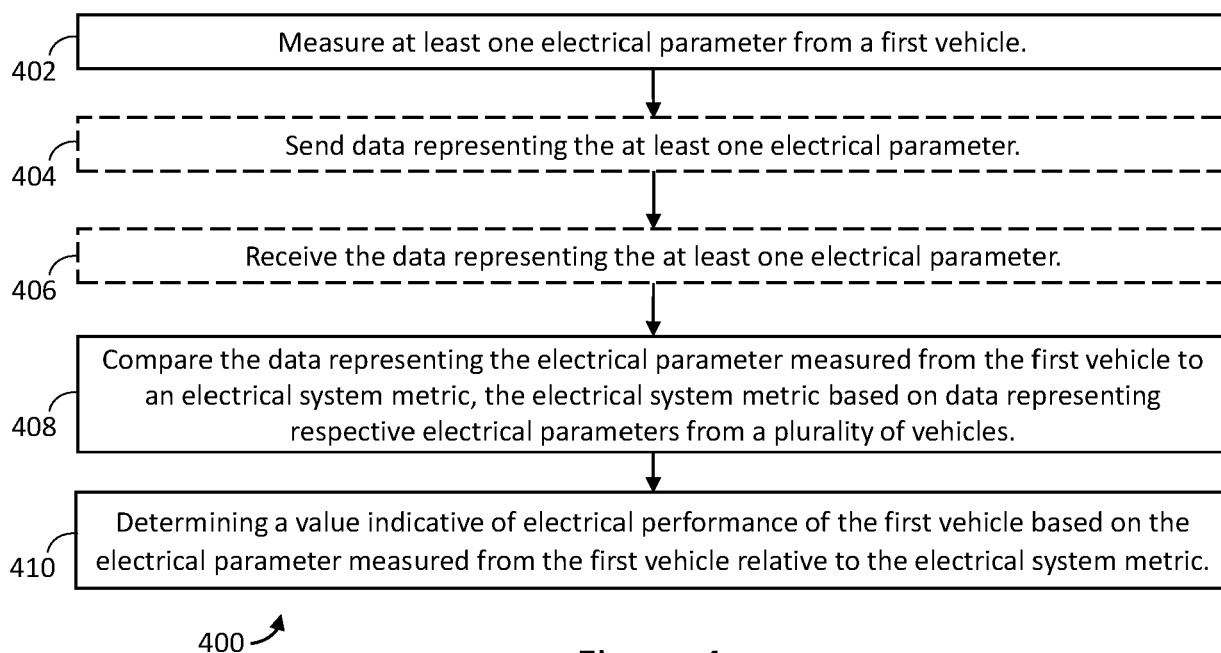 Measure at least one electrical parameter from a first vehicle.
402
Send data representing the at least one electrical parameter.
404
Receive the data representing the at least one electrical parameter.
406
Compare the data representing the electrical parameter measured from the first vehicle to
an electrical system metric, the electrical system metric based on data representing
respective electrical parameters from a plurality of vehicles.
408
Determining a value indicative of electrical performance of the first vehicle based on the
electrical parameter measured from the first vehicle relative to the electrical system metric.
410
400